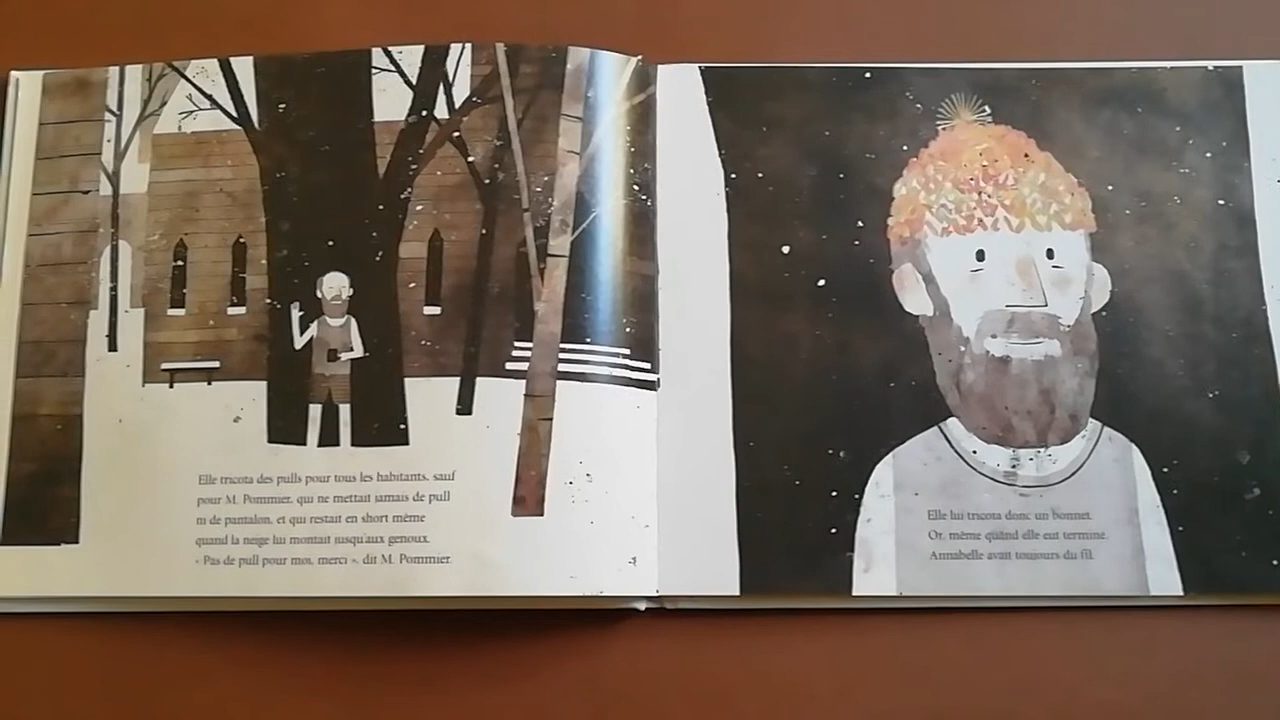 Elle tricota des pulls pour tous les habitants, sauf
pour M. Pommier, qui ne mettait jamais de pull
ni de pantalon, et qui restait en short même
quand la neige lui montait jusqu'aux genoux.
« Pas de pull pour moi, merci », dit M. Pommier.
Elle lui tricota donc un bonnet.
Or, même quand elle eut terminé,
Annabelle avait toujours du fil.